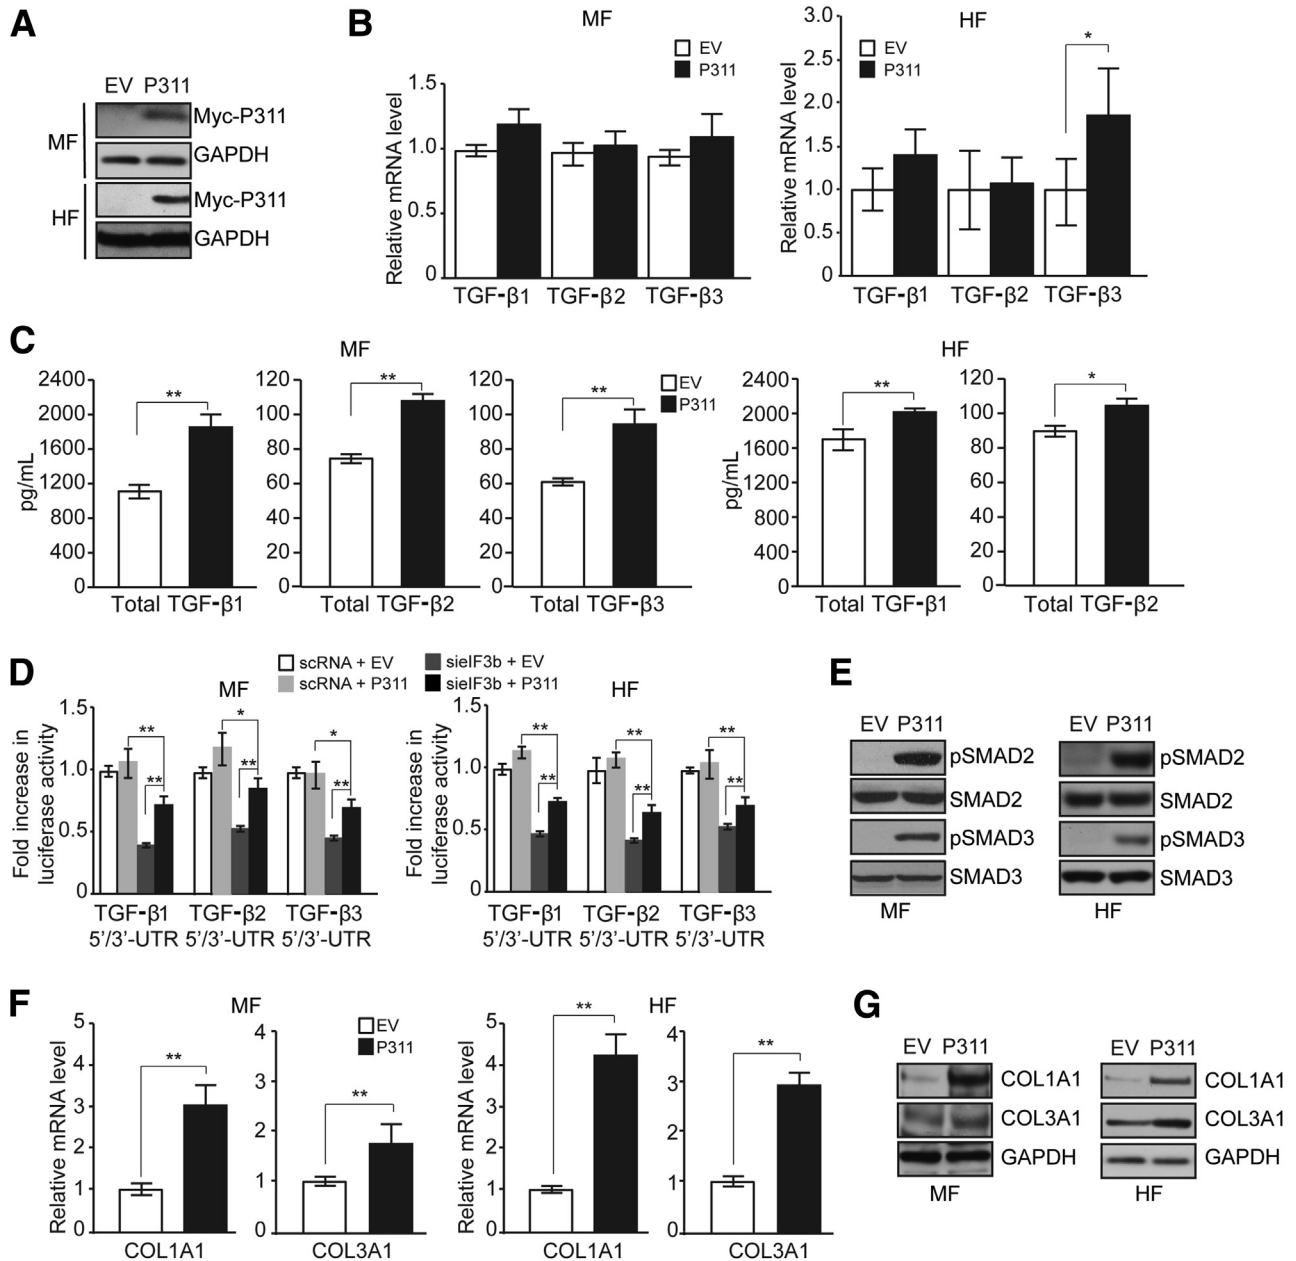 A
EV P311
MF
Myc-P311
GAPDH
HF
Myc-P311
GAPDH
B
MF
EV
P311
Relative mRNA level
1.5
1.0
0.5
0
TGF-β1 TGF-β2 TGF-β3
HF
EV
P311
*
Relative mRNA level
3.0
2.5
2.0
1.5
1.0
0.5
0
TGF-β1 TGF-β2 TGF-β3
C
MF
pg/mL
2400
2000
1600
1200
800
400
0
**
Total TGF-β1
120
100
80
60
40
20
0
**
Total TGF-β2
120
100
80
60
40
20
0
**
Total TGF-β3
EV
P311
HF
pg/mL
2400
2000
1600
1200
800
400
0
**
Total TGF-β1
120
100
80
60
40
20
0
*
Total TGF-β2
D
scRNA + EV
scRNA + P311
sieIF3b + EV
sieIF3b + P311
MF
Fold increase in
luciferase activity
1.5
1.0
0.5
0
**
**
*
**
*
**
TGF-β1 TGF-β2 TGF-β3
5'/3'-UTR 5'/3'-UTR 5'/3'-UTR
HF
Fold increase in
luciferase activity
1.5
1.0
0.5
0
**
**
**
**
**
**
TGF-β1 TGF-β2 TGF-β3
5'/3'-UTR 5'/3'-UTR 5'/3'-UTR
E
EV P311
pSMAD2
SMAD2
pSMAD3
SMAD3
MF
EV P311
pSMAD2
SMAD2
pSMAD3
SMAD3
HF
F
MF
Relative mRNA level
5
4
3
2
1
0
**
COL1A1
4
3
2
1
0
**
COL3A1
EV
P311
HF
Relative mRNA level
5
4
3
2
1
0
**
COL1A1
4
3
2
1
0
**
COL3A1
G
EV P311
COL1A1
COL3A1
GAPDH
MF
EV P311
COL1A1
COL3A1
GAPDH
HF